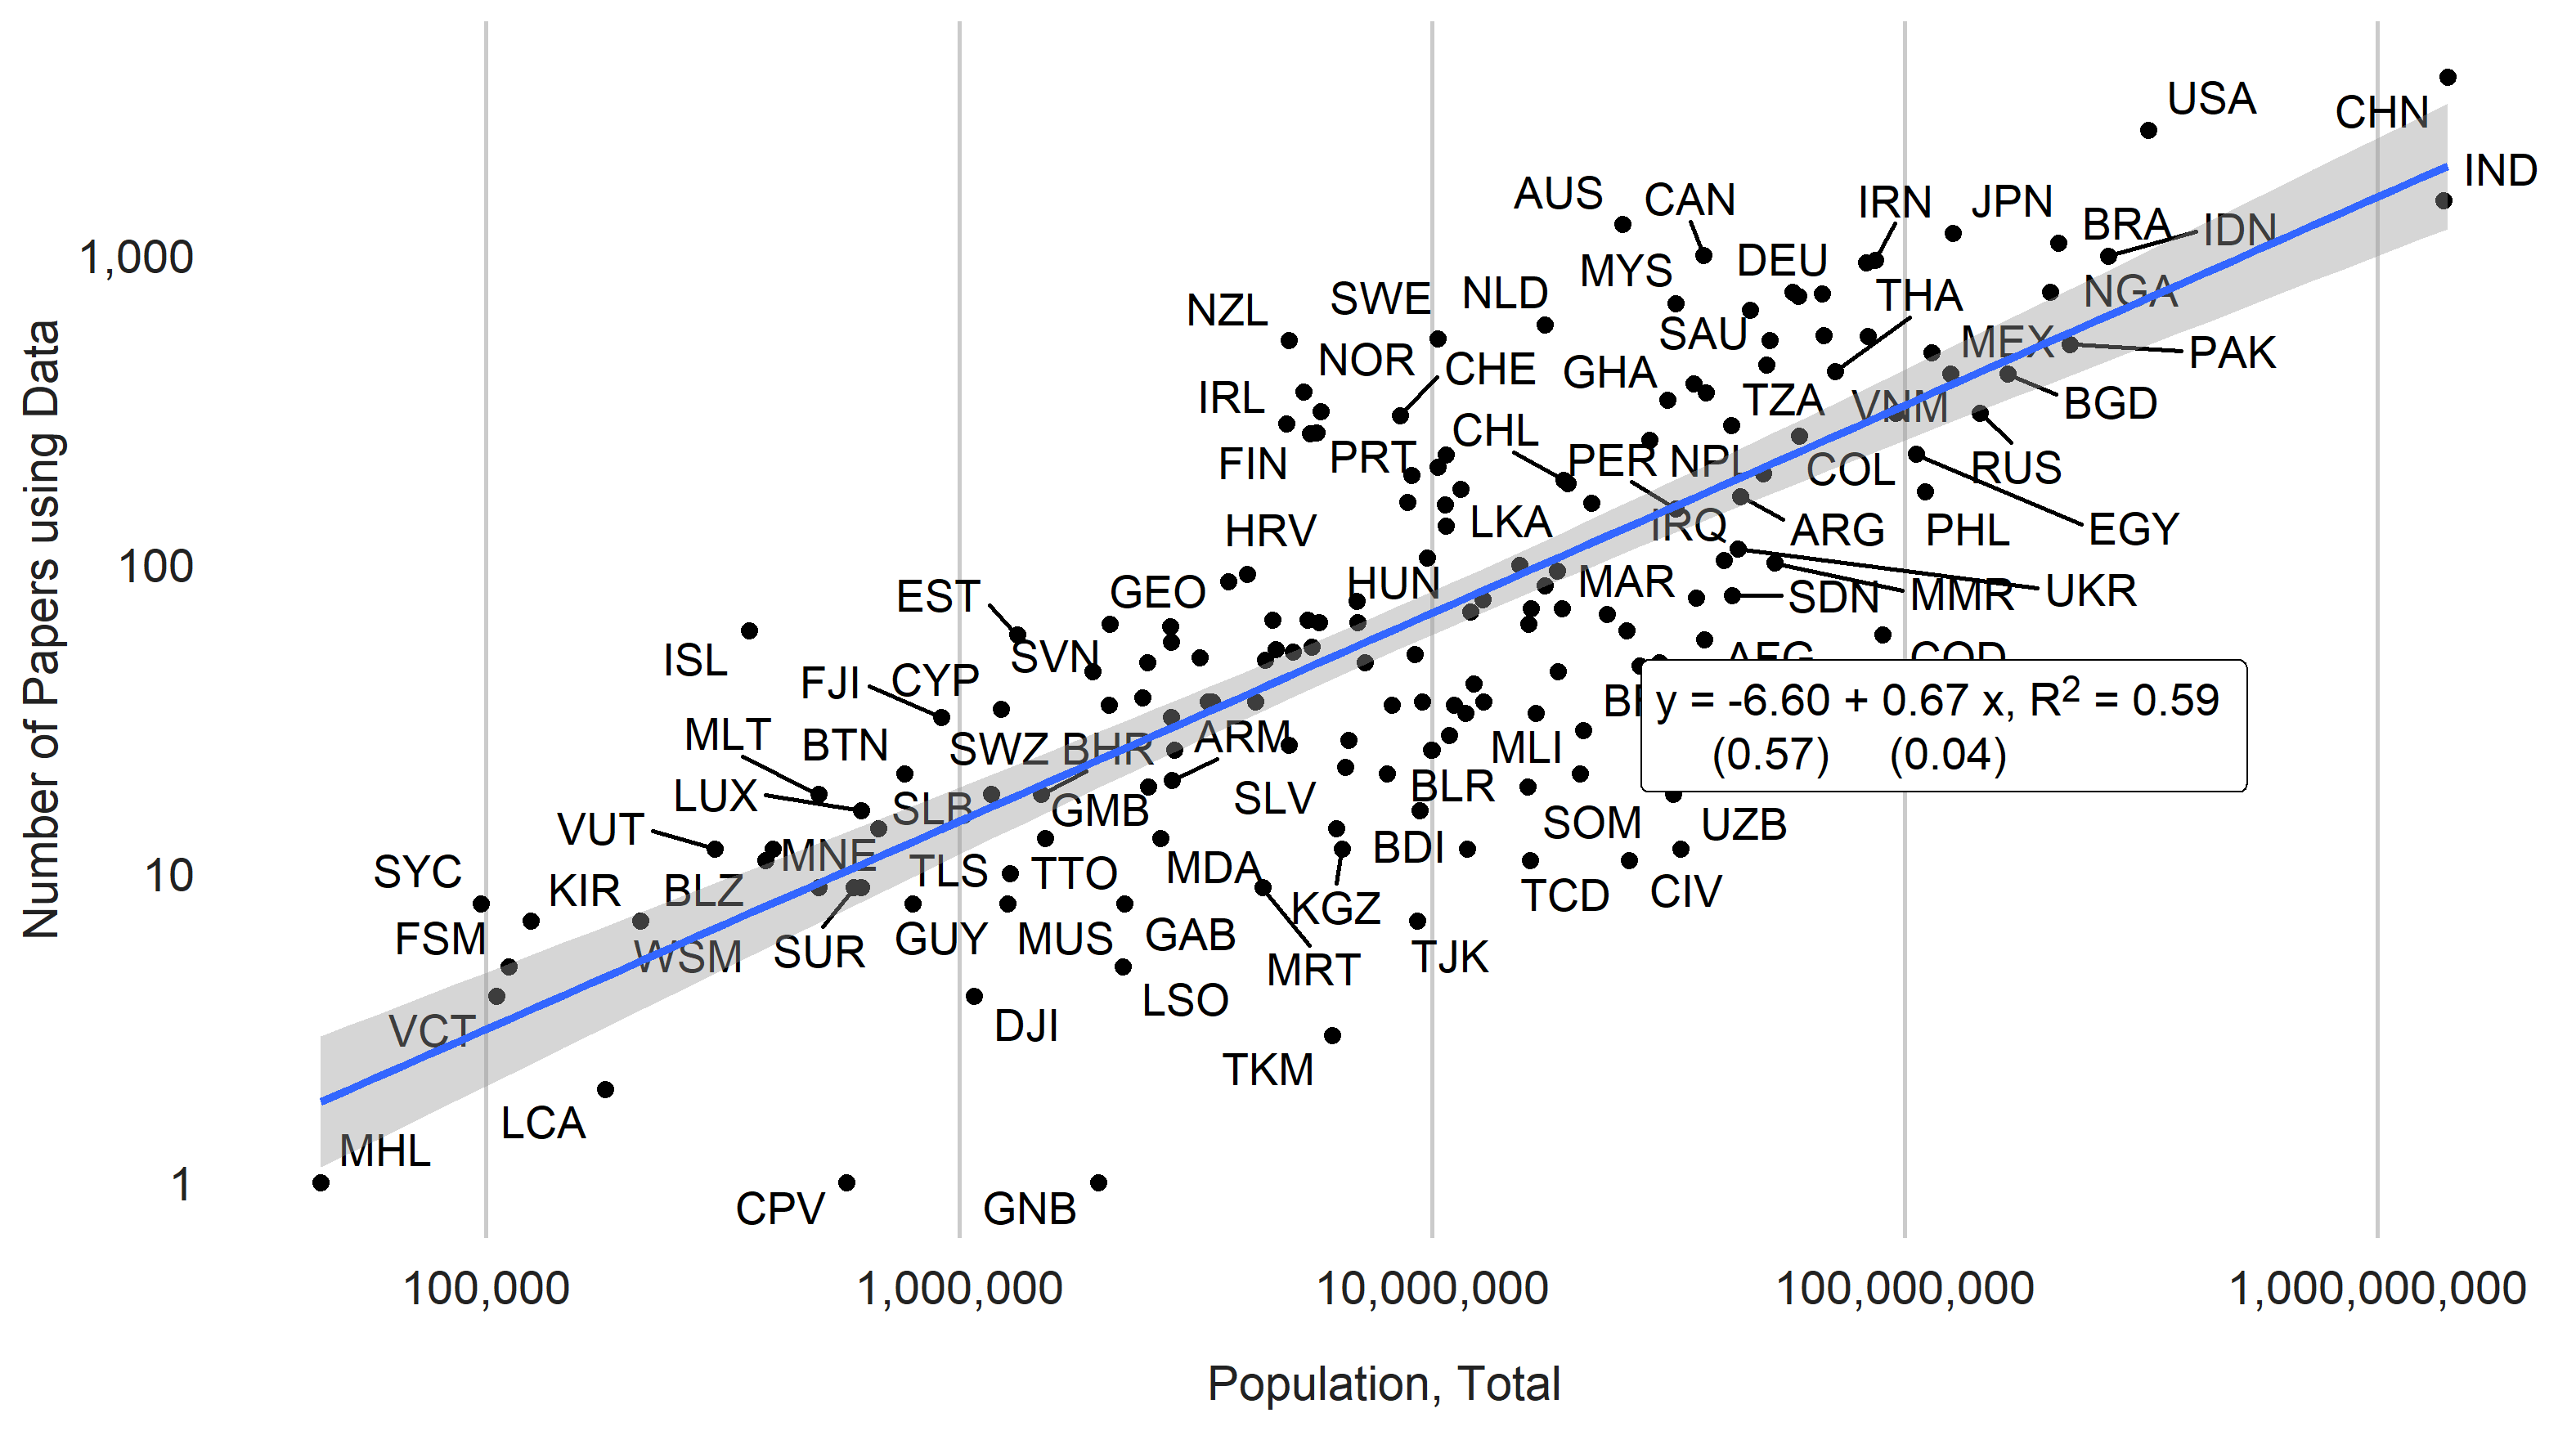 USA
CHN
IND
AUS
CAN
IRN
JPN
BRA
IDN
MYS
DEU
NZL
SWE
NLD
THA
NGA
SAU
MEX
PAK
NOR
CHE
GHA
IRL
TZA
VNM
BGD
CHL
FIN
PRT
PER
NPL
COL
RUS
HRV
LKA
IRQ
ARG
PHL
EGY
EST
GEO
HUN
MAR
SDN
MMR
UKR
ISL
SVN
AFG
COD
FJI
CYP
MLT
BTN
SWZ
BHR
ARM
MLI
LUX
SLB
GMB
SLV
BLR
VUT
MNE
SOM
UZB
SYC
KIR
BLZ
TLS
TTO
MDA
BDI
TCD
CIV
FSM
WSM
SUR
GUY
MUS
GAB
KGZ
TJK
MRT
VCT
DJI
LSO
LCA
TKM
MHL
CPV
GNB
y = -6.60 + 0.67 x, R² = 0.59
(0.57) (0.04)
1,000
100
10
1
Number of Papers using Data
100,000
1,000,000
10,000,000
100,000,000
1,000,000,000
Population, Total